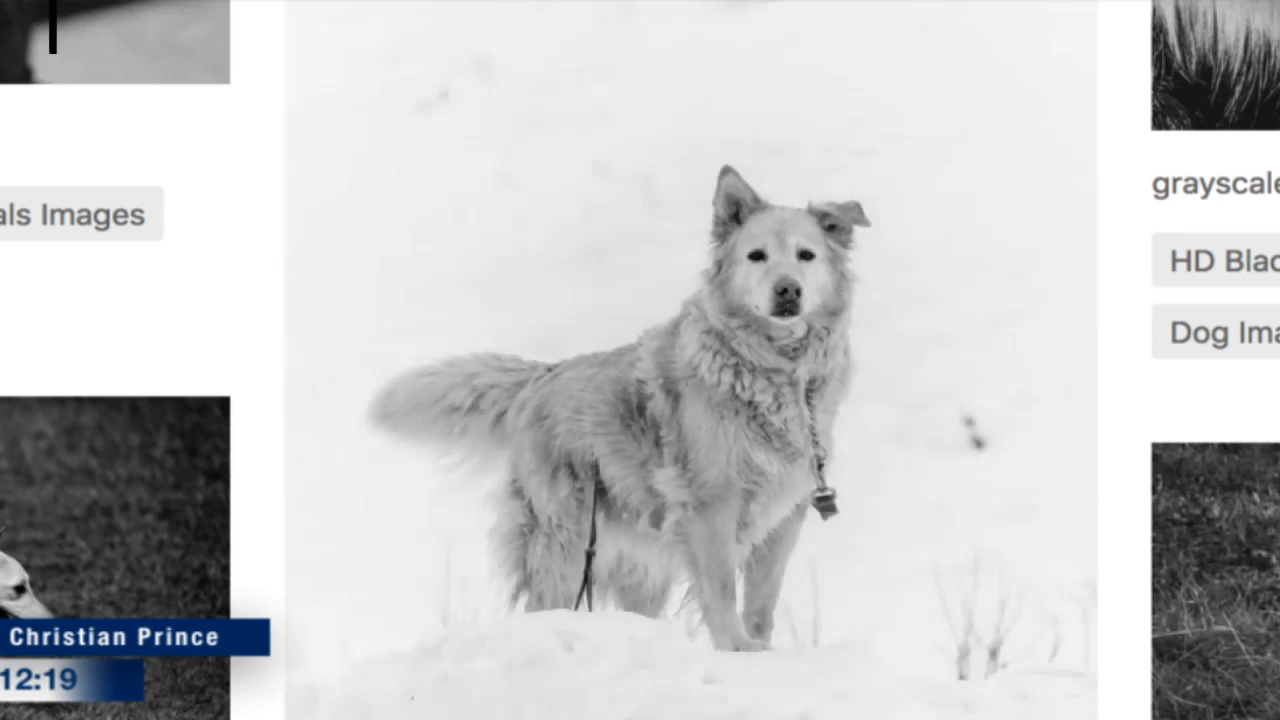 als Images
grayscale
HD Blac
Dog Ima
Christian Prince
12:19